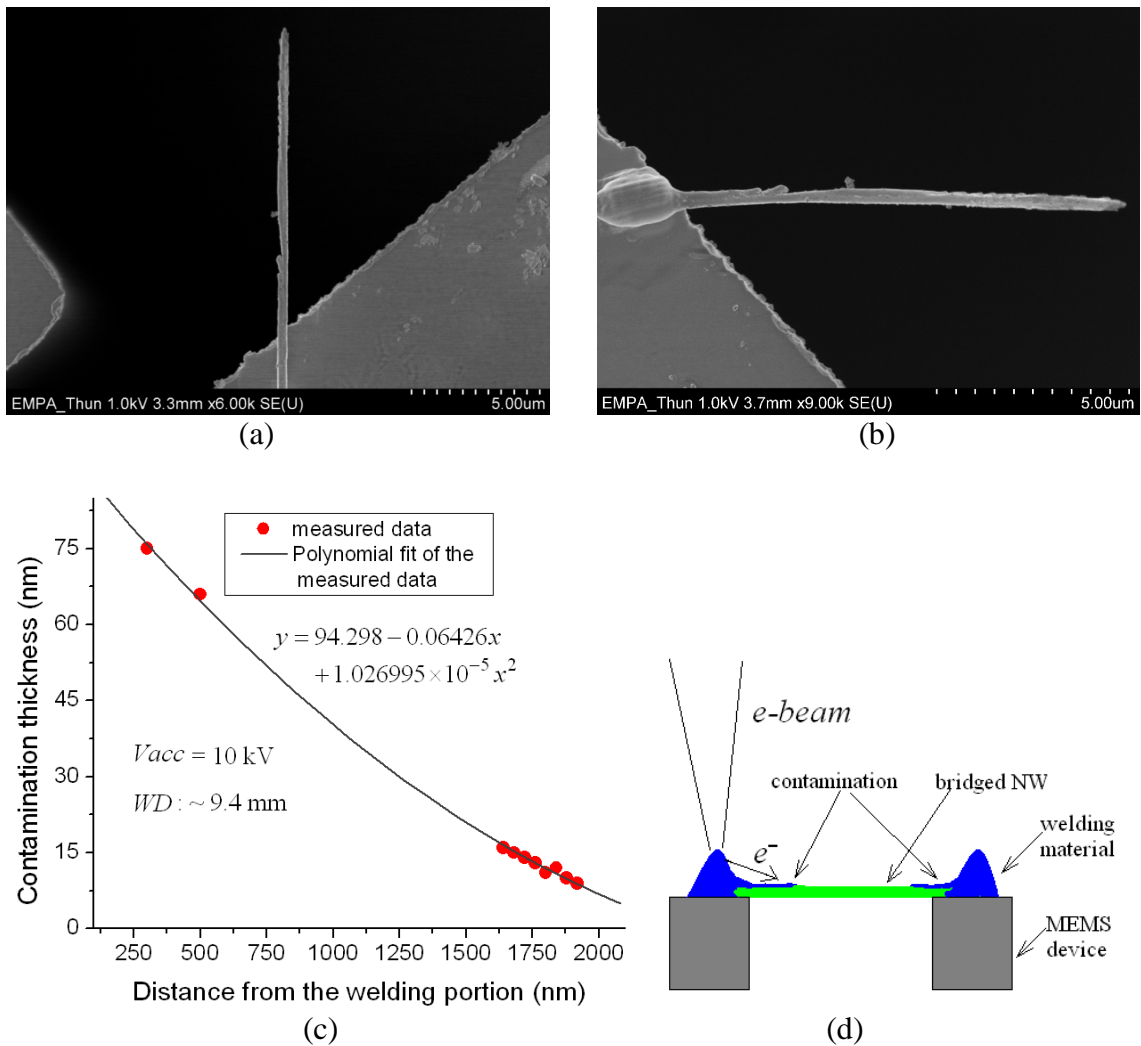 EMPA_Thun 1.0kV 3.3mm x6.00k SE(U)
5.00um
(a)
EMPA_Thun 1.0kV 3.7mm x9.00k SE(U)
5.00um
(b)
Contamination thickness (nm)
75
60
45
30
15
0
measured data
Polynomial fit of the
measured data
y = 94.298 − 0.06426x
+1.026995×10⁻⁵ x²
Vacc = 10 kV
WD : ~ 9.4 mm
250 500 750 1000 1250 1500 1750 2000
Distance from the welding portion (nm)
(c)
e-beam
contamination
bridged NW
welding
material
e⁻
MEMS
device
(d)